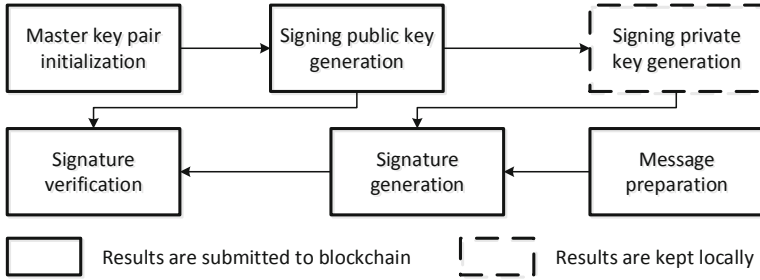 Master key pair
initialization
Signing public key
generation
Signing private
key generation
Signature
verification
Signature
generation
Message
preparation
Results are submitted to blockchain
Results are kept locally